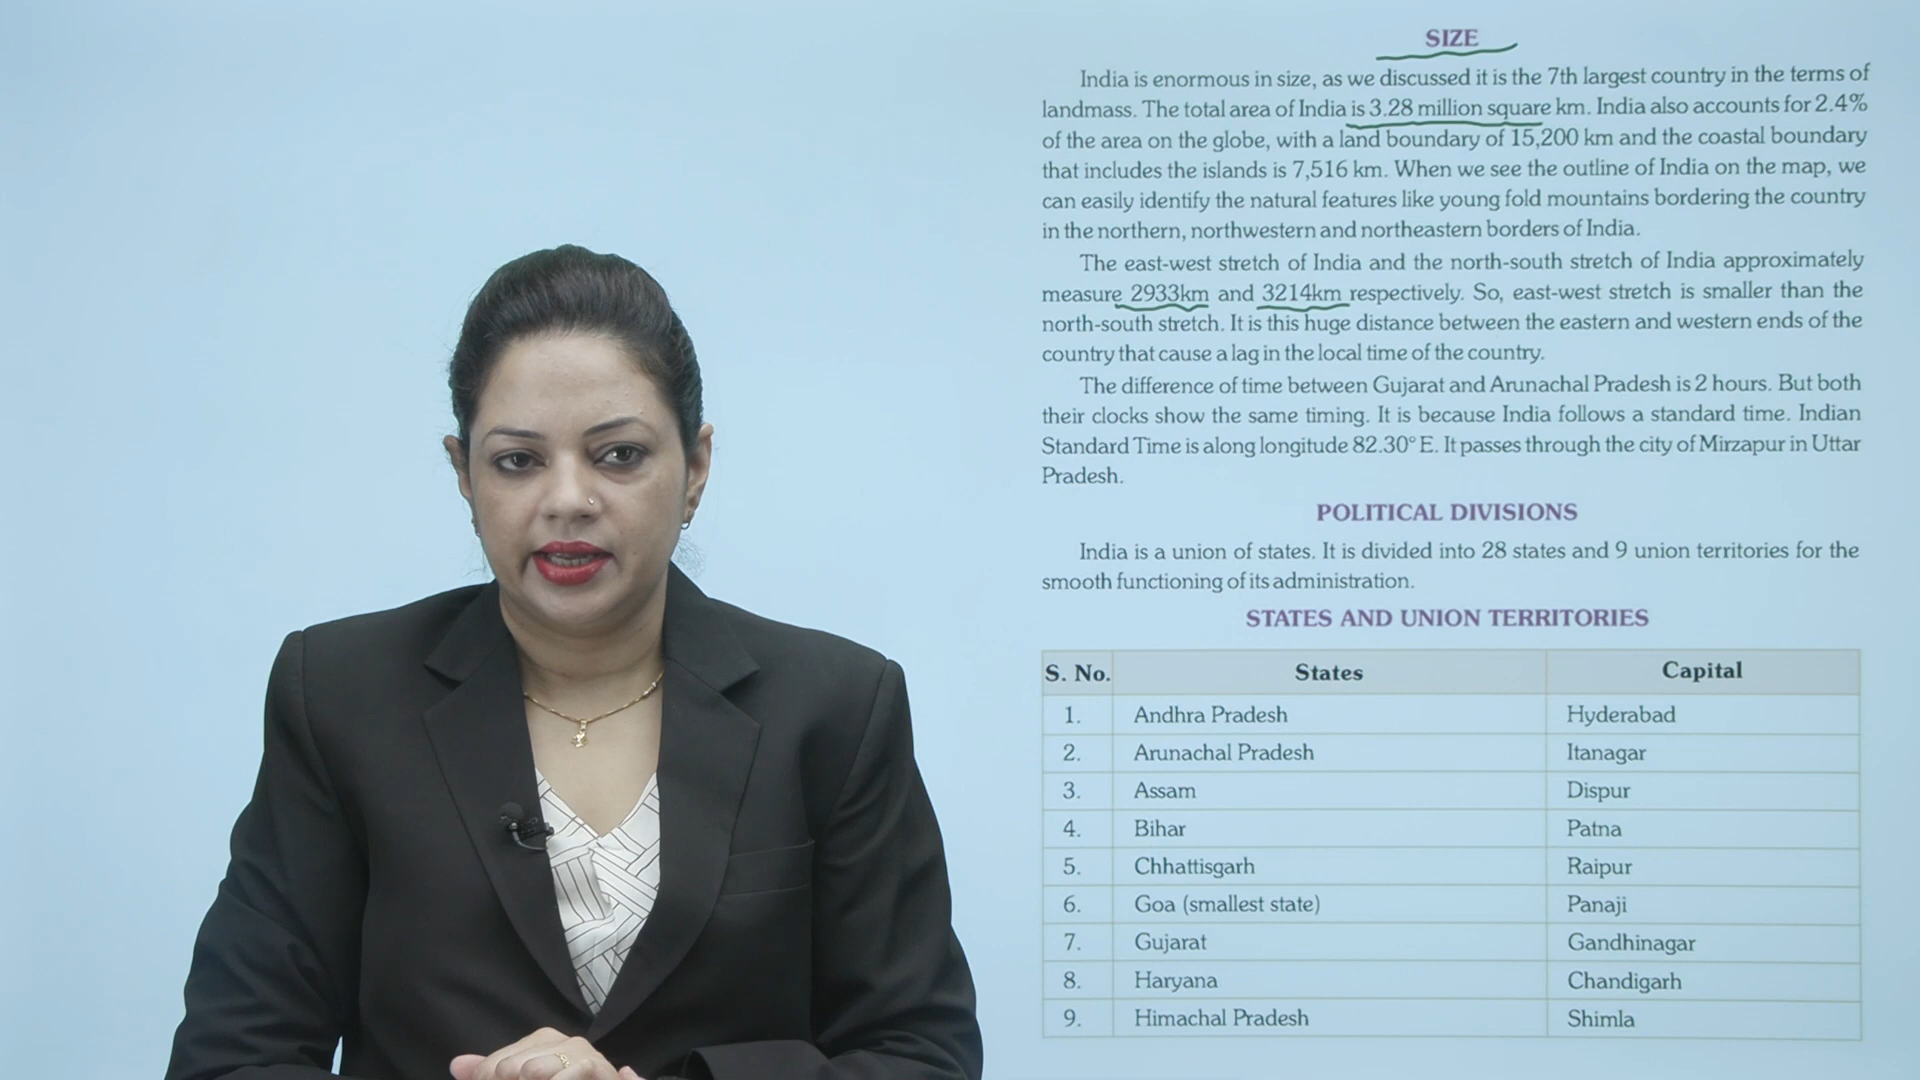 SIZE
India is enormous in size, as we discussed it is the 7th largest country in the terms of
landmass. The total area of India is 3.28 million square km. India also accounts for 2.4%
of the area on the globe, with a land boundary of 15,200 km and the coastal boundary
that includes the islands is 7,516 km. When we see the outline of India on the map, we
can easily identify the natural features like young fold mountains bordering the country
in the northern, northwestern and northeastern borders of India.
The east-west stretch of India and the north-south stretch of India approximately
measure 2933km and 3214km respectively. So, east-west stretch is smaller than the
north-south stretch. It is this huge distance between the eastern and western ends of the
country that cause a lag in the local time of the country.
The difference of time between Gujarat and Arunachal Pradesh is 2 hours. But both
their clocks show the same timing. It is because India follows a standard time. Indian
Standard Time is along longitude 82.30° E. It passes through the city of Mirzapur in Uttar
Pradesh.
POLITICAL DIVISIONS
India is a union of states. It is divided into 28 states and 9 union territories for the
smooth functioning of its administration.
STATES AND UNION TERRITORIES
S. No. States Capital
1. Andhra Pradesh Hyderabad
2. Arunachal Pradesh Itanagar
3. Assam Dispur
4. Bihar Patna
5. Chhattisgarh Raipur
6. Goa (smallest state) Panaji
7. Gujarat Gandhinagar
8. Haryana Chandigarh
9. Himachal Pradesh Shimla